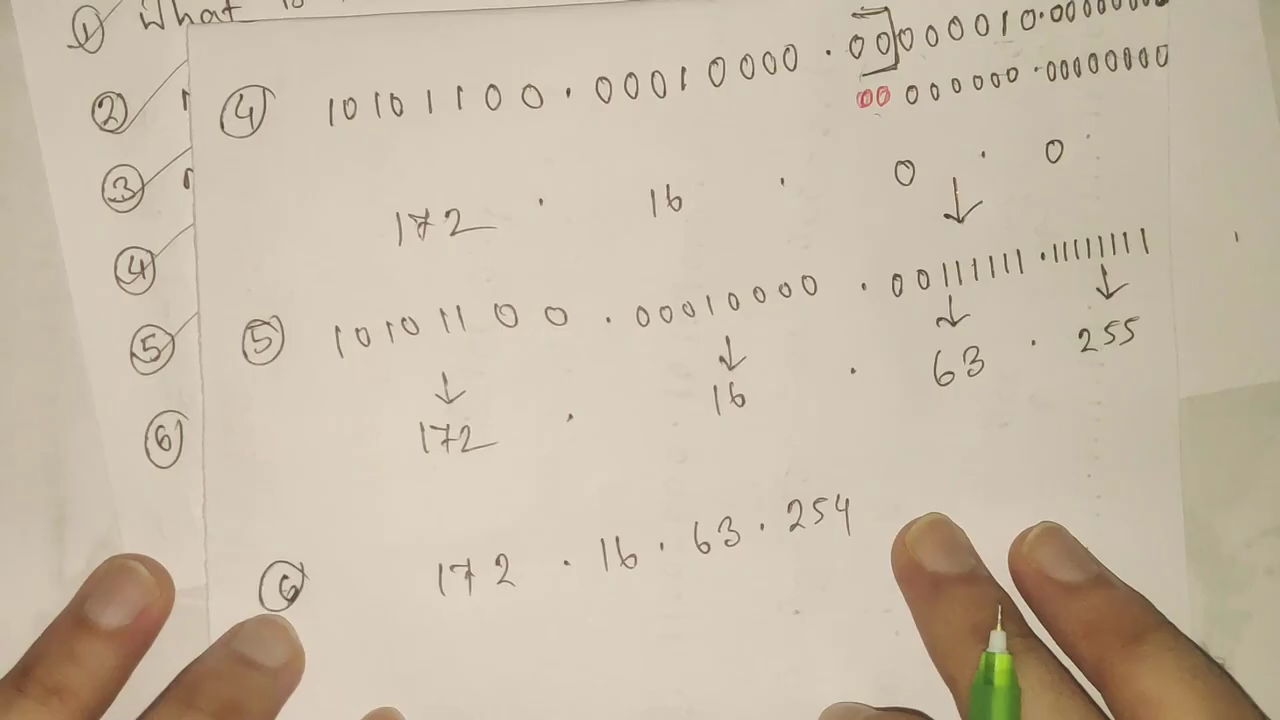 ① What
② 
③ 
④ 
⑤ 
⑥ 
④ 10101100 . 00010000 . 00000010.00000000
00 000000 .00000000
172 . 16 . 0 . 0
↓
⑤ 10101100 . 00010000 . 00111111 .11111111
↓ ↓ ↓ ↓
172 . 16 . 63 . 255
⑥ 172 . 16 . 63 . 254